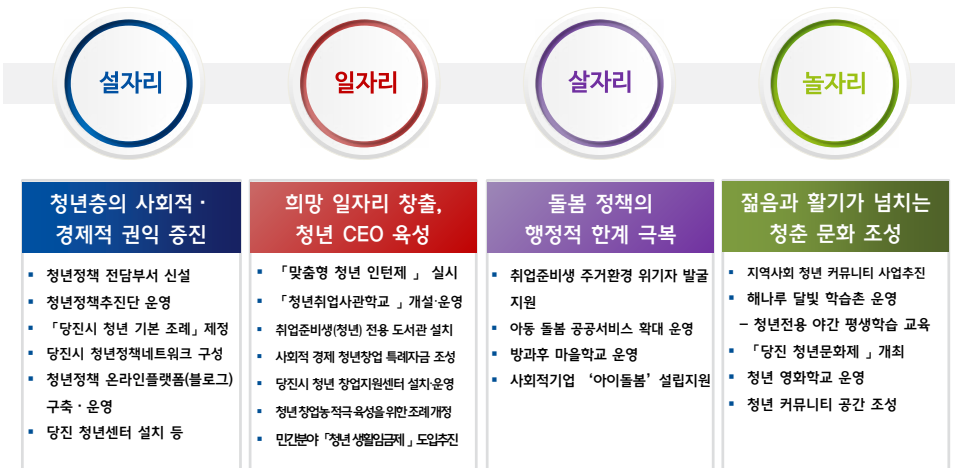 설자리
일자리
살자리
놀자리
청년층의 사회적 ·
경제적 권익 증진
▪ 청년정책 전담부서 신설
▪ 청년정책추진단 운영
▪ 「당진시 청년 기본 조례」제정
▪ 당진시 청년정책네트워크 구성
▪ 청년정책 온라인플랫폼(블로그)
구축 · 운영
▪ 당진 청년센터 설치 등
희망 일자리 창출,
청년 CEO 육성
▪ 「맞춤형 청년 인턴제 」 실시
▪ 「청년취업사관학교 」개설·운영
▪ 취업준비생(청년) 전용 도서관 설치
▪ 사회적 경제 청년창업 특례자금 조성
▪ 당진시 청년 창업지원센터 설치·운영
▪ 청년 창업농 적극 육성을 위한 조례 개정
▪ 민간분야「청년 생활임금제 」도입추진
돌봄 정책의
행정적 한계 극복
▪ 취업준비생 주거환경 위기자 발굴
지원
▪ 아동 돌봄 공공서비스 확대 운영
▪ 방과후 마을학교 운영
▪ 사회적기업 ‘아이돌봄’ 설립지원
젊음과 활기가 넘치는
청춘 문화 조성
▪ 지역사회 청년 커뮤니티 사업추진
▪ 해나루 달빛 학습촌 운영
– 청년전용 야간 평생학습 교육
▪ 「당진 청년문화제 」개최
▪ 청년 영화학교 운영
▪ 청년 커뮤니티 공간 조성